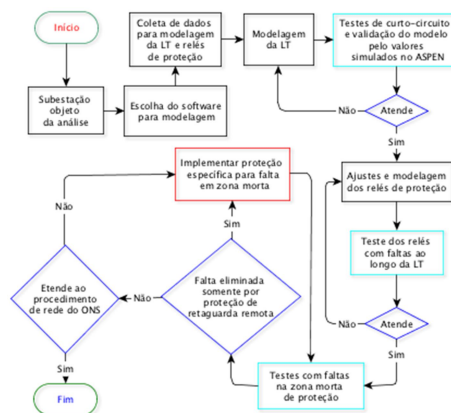 Início
Subestação
objeto
da análise
Escolha do software
para modelagem
Coleta de dados
para modelagem
da LT e relés
de proteção
Modelagem
da LT
Testes de curto-circuito
e validação do modelo
pelo valores
simulados no ASPEN
Atende
Não
Sim
Ajustes e modelagem
dos relés de proteção
Teste dos relés
com faltas ao
longo da LT
Atende
Não
Sim
Testes com faltas
na zona morta
de proteção
Falta eliminada
somente por
proteção de
retaguarda remota
Sim
Implementar proteção
específica para falta
em zona morta
Não
Etende ao
procedimento
de rede do ONS
Não
Sim
Fim